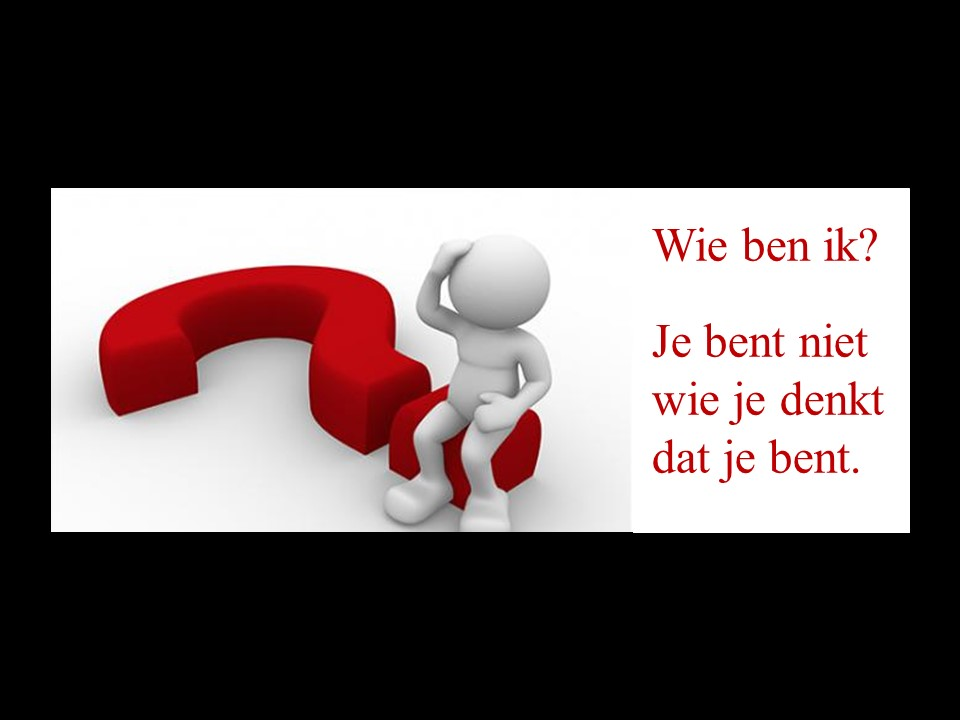 Wie ben ik?
Je bent niet
wie je denkt
dat je bent.